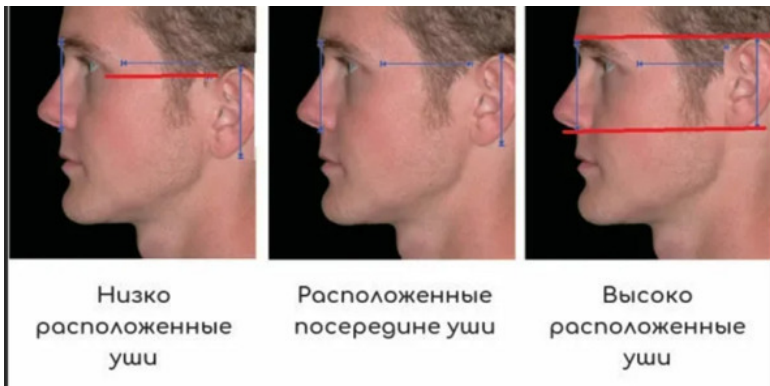 Низко
расположенные
уши
Расположенные
посередине уши
Высоко
расположенные
уши